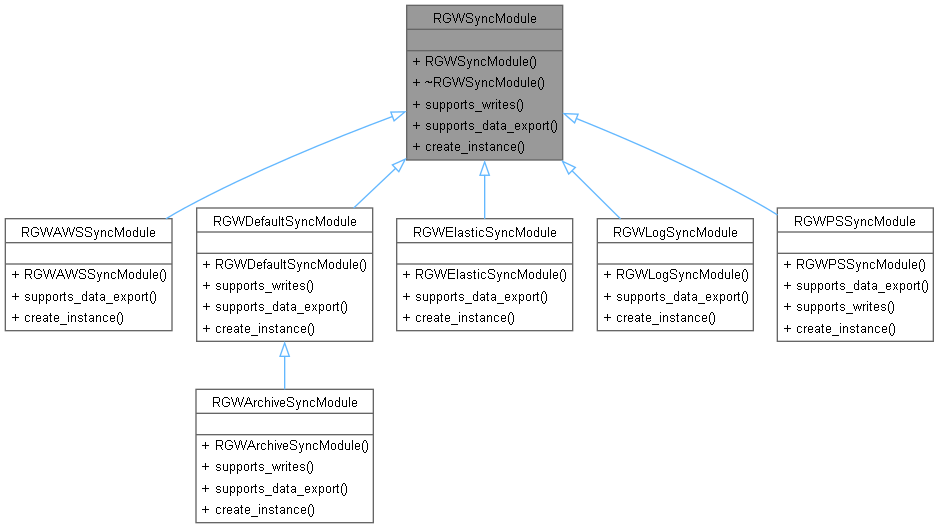 RGWSyncModule
+ RGWSyncModule()
+ ~RGWSyncModule()
+ supports_writes()
+ supports_data_export()
+ create_instance()
RGWAWSSyncModule
+ RGWAWSSyncModule()
+ supports_data_export()
+ create_instance()
RGWDefaultSyncModule
+ RGWDefaultSyncModule()
+ supports_writes()
+ supports_data_export()
+ create_instance()
RGWElasticSyncModule
+ RGWElasticSyncModule()
+ supports_data_export()
+ create_instance()
RGWLogSyncModule
+ RGWLogSyncModule()
+ supports_data_export()
+ create_instance()
RGWPSSyncModule
+ RGWPSSyncModule()
+ supports_data_export()
+ supports_writes()
+ create_instance()
RGWArchiveSyncModule
+ RGWArchiveSyncModule()
+ supports_writes()
+ supports_data_export()
+ create_instance()